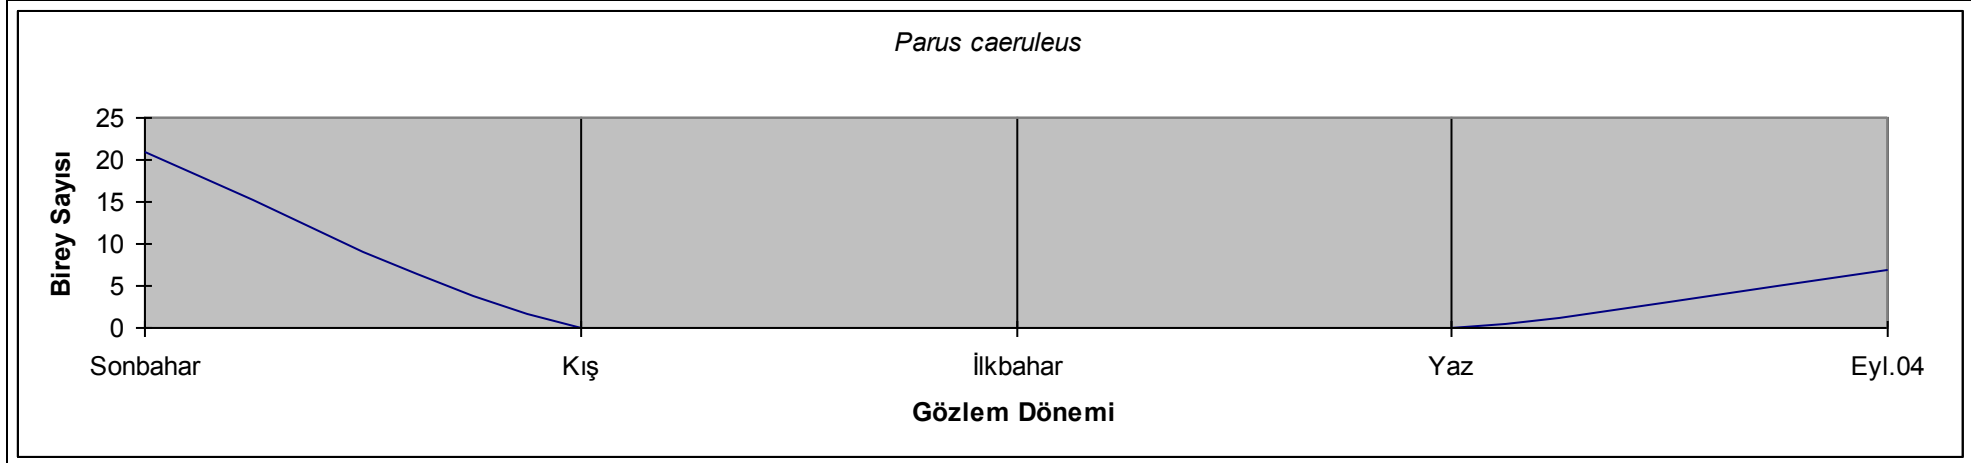 Parus caeruleus
25
20
15
10
5
0
Birey Sayısı
Sonbahar Kış İlkbahar Yaz Eyl.04
Gözlem Dönemi